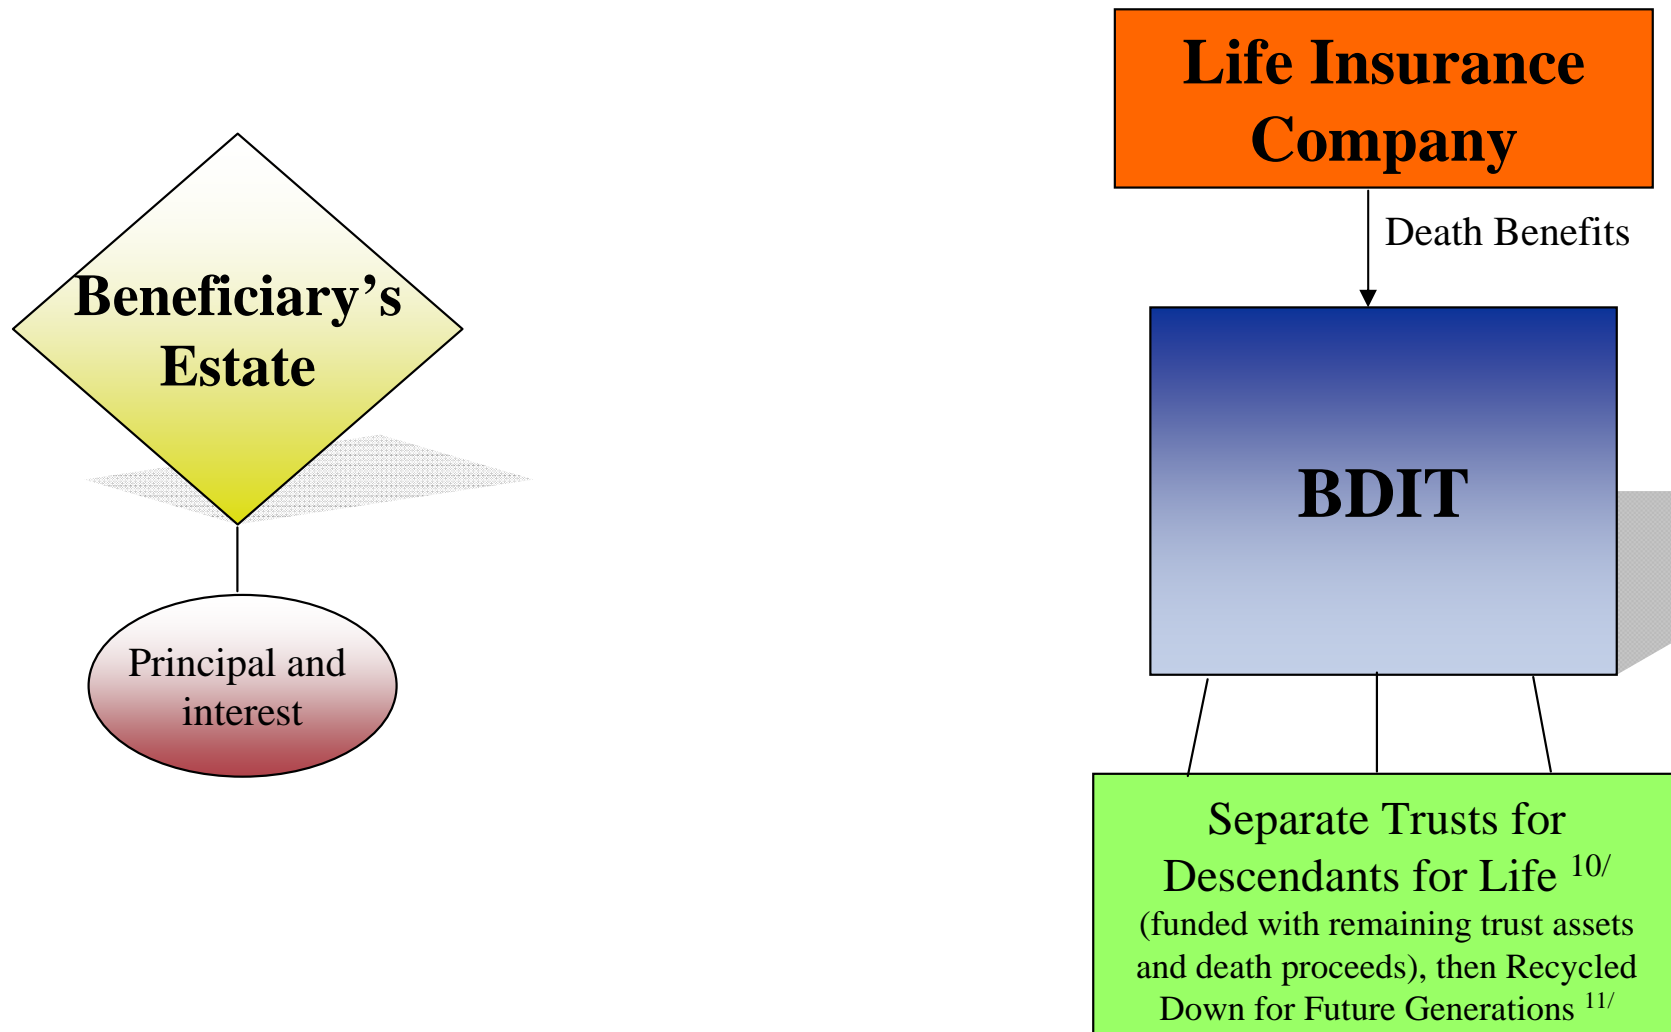 Life Insurance
Company
Death Benefits
Beneficiary’s
Estate
BDIT
Principal and
interest
Separate Trusts for
Descendants for Life 10/
(funded with remaining trust assets
and death proceeds), then Recycled
Down for Future Generations 11/